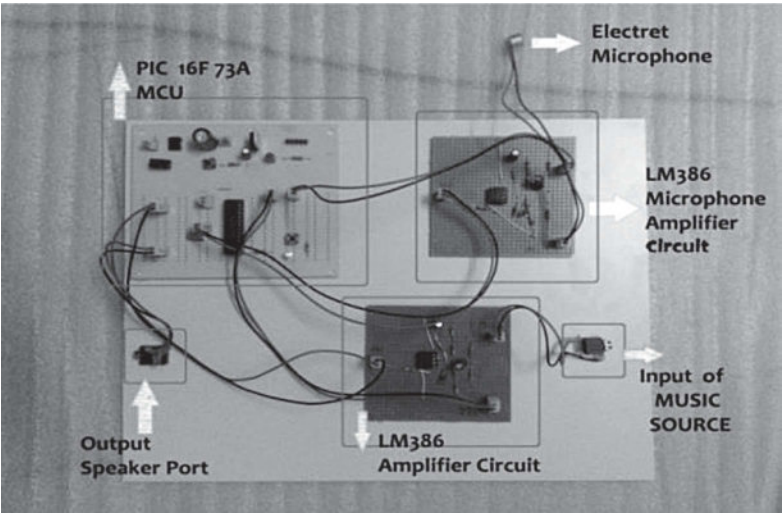 Electret
Microphone
PIC 16F 73A
MCU
LM386
Microphone
Amplifier
Circuit
Input of
MUSIC
SOURCE
Output
Speaker Port
LM386
Amplifier Circuit